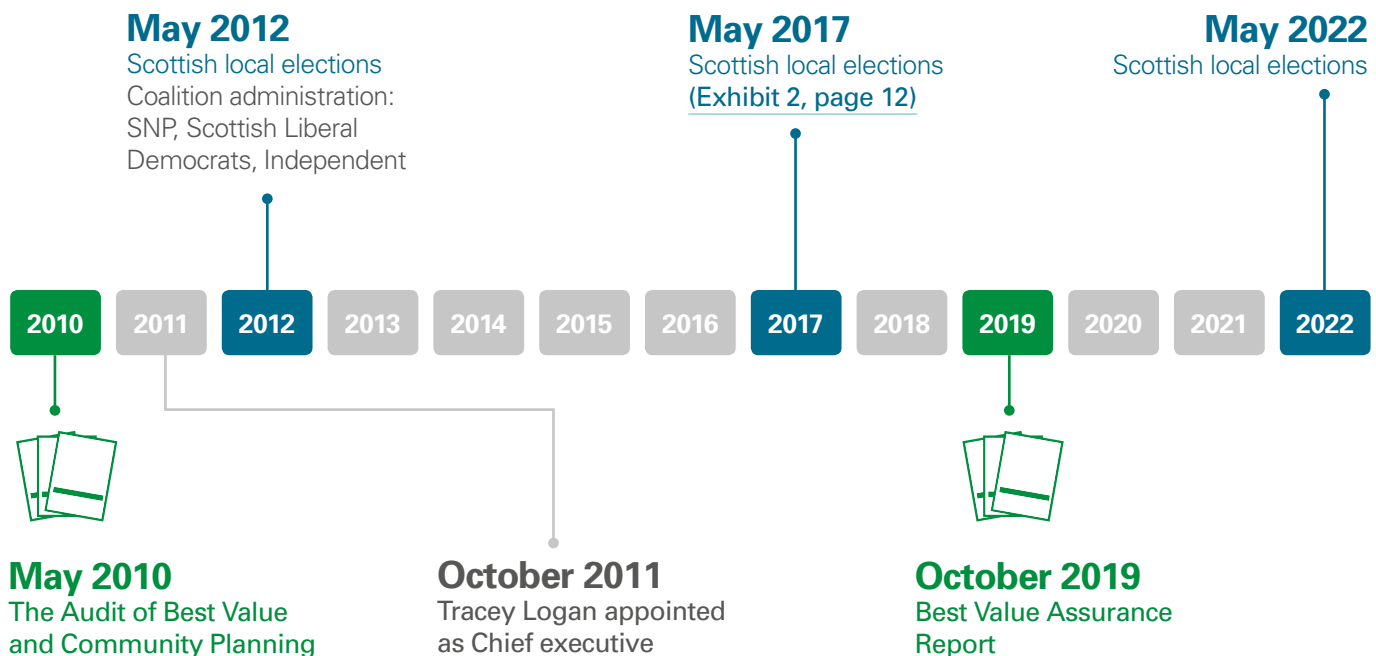 May 2012
Scottish local elections
Coalition administration:
SNP, Scottish Liberal
Democrats, Independent
May 2017
Scottish local elections
(Exhibit 2, page 12)
May 2022
Scottish local elections
2010
2011
2012
2013
2014
2015
2016
2017
2018
2019
2020
2021
2022
May 2010
The Audit of Best Value
and Community Planning
October 2011
Tracey Logan appointed
as Chief executive
October 2019
Best Value Assurance
Report